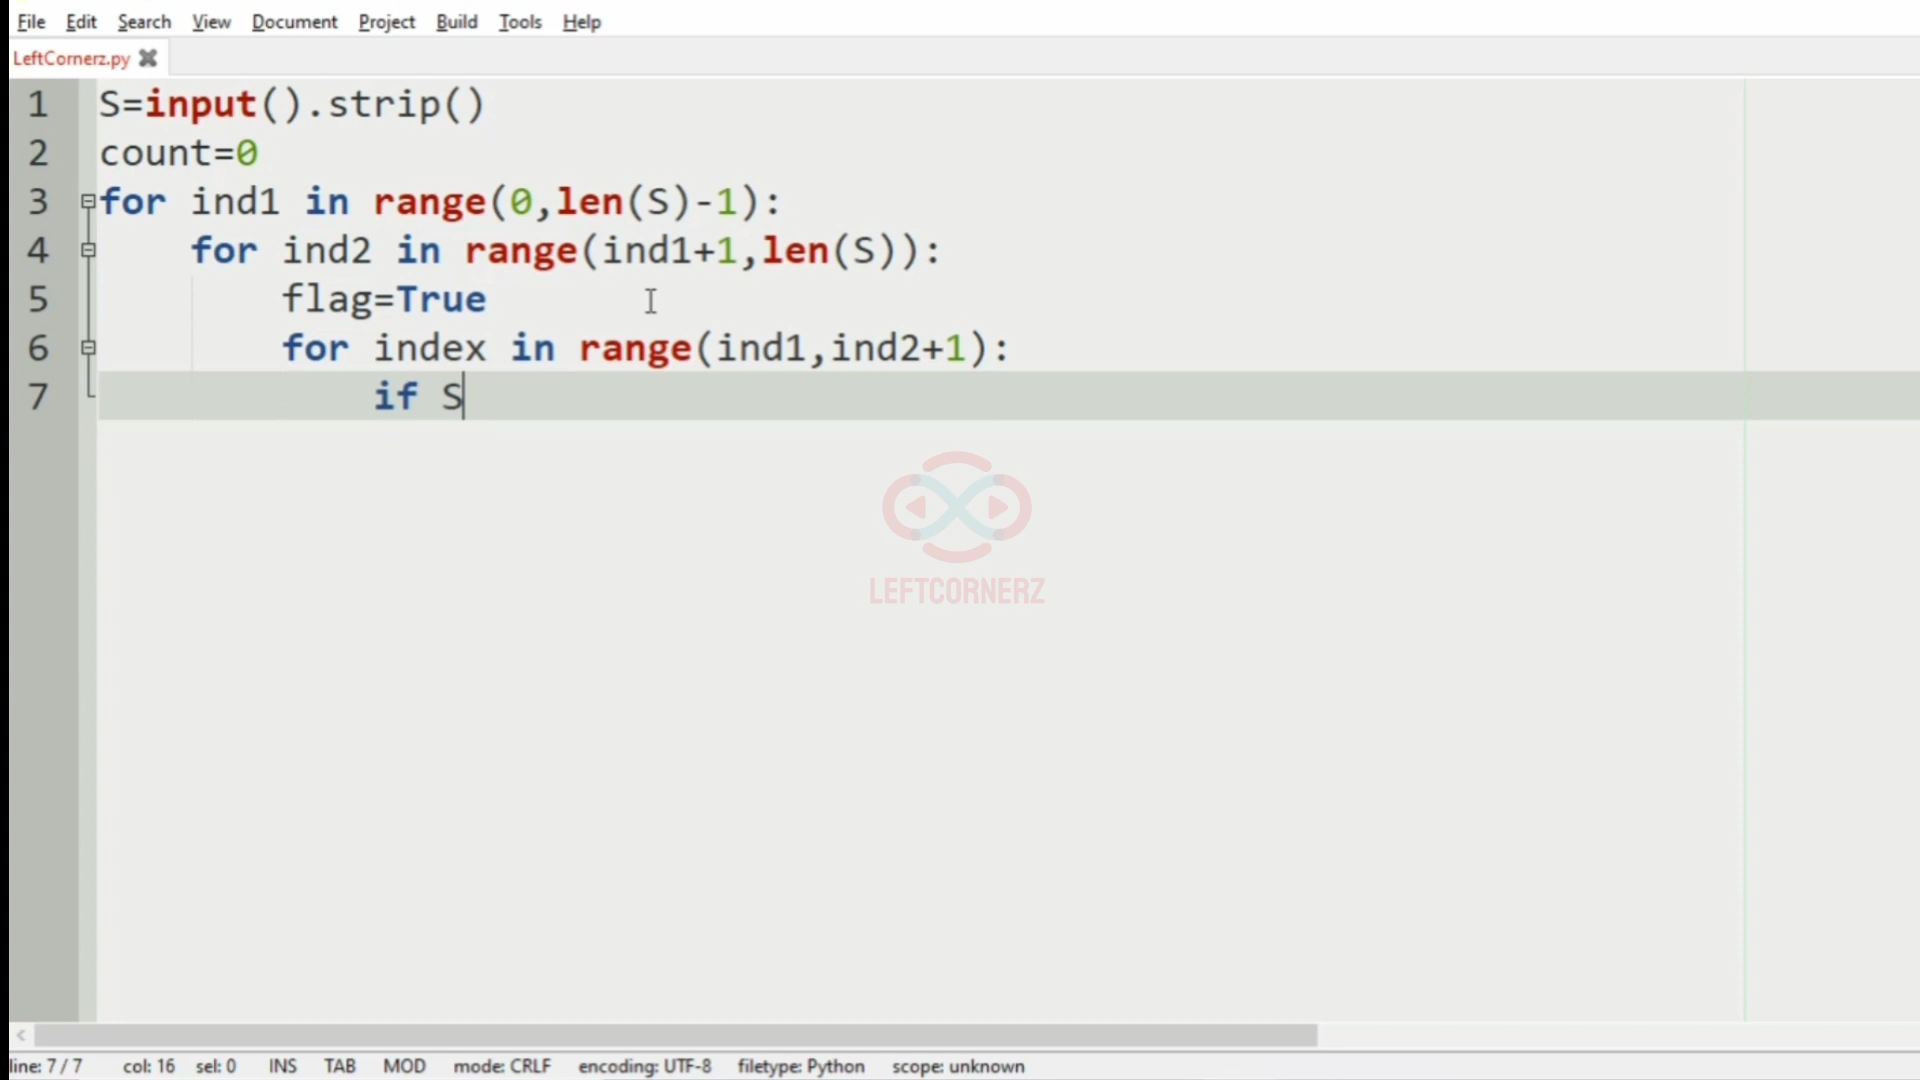 File Edit Search View Document Project Build Tools Help
LeftCornerz.py
1 S=input().strip()
2 count=0
3 for ind1 in range(0,len(S)-1):
4     for ind2 in range(ind1+1,len(S)):
5         flag=True
6         for index in range(ind1,ind2+1):
7             if S
LEFTCORNERZ
line: 7 / 7 col: 16 sel: 0 INS TAB MOD mode: CRLF encoding: UTF-8 filetype: Python scope: unknown